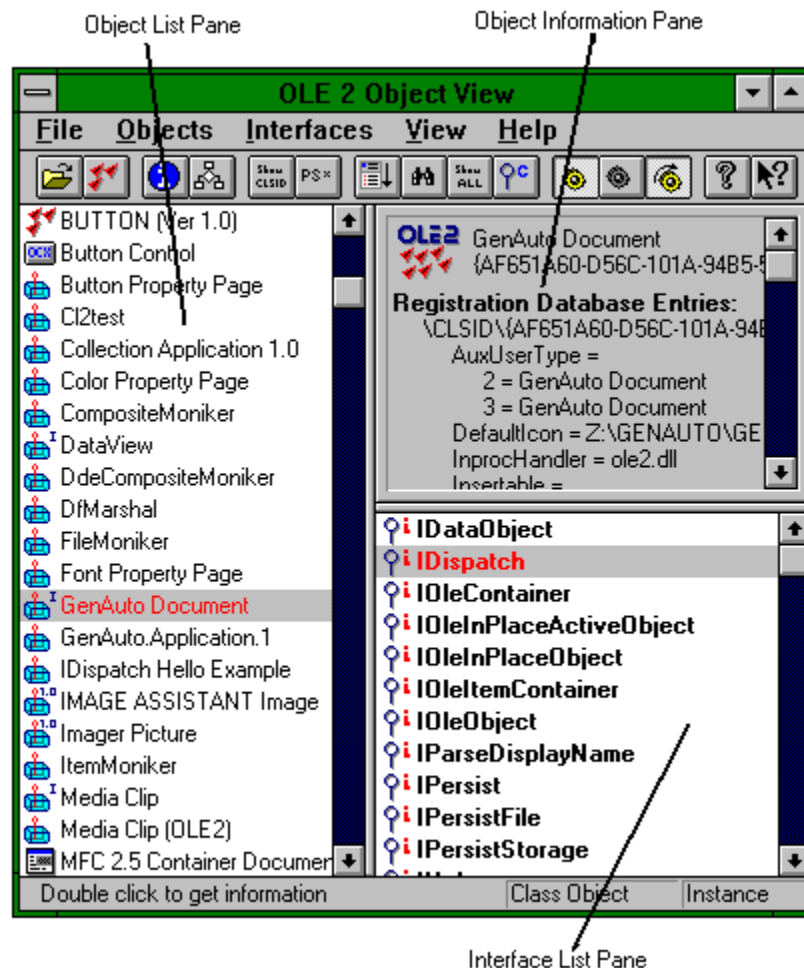 Object List Pane
Object Information Pane
OLE 2 Object View
File Objects Interfaces View Help
Show CLSID PS× Show ALL C
BUTTON (Ver 1.0)
OCX Button Control
Button Property Page
Cl2test
Collection Application 1.0
Color Property Page
CompositeMoniker
DataView
DdeCompositeMoniker
DfMarshal
FileMoniker
Font Property Page
GenAuto Document
GenAuto.Application.1
IDispatch Hello Example
1.0 IMAGE ASSISTANT Image
1.0 Imager Picture
ItemMoniker
Media Clip
Media Clip (OLE2)
MFC 2.5 Container Documen
OLE2 GenAuto Document
{AF651A60-D56C-101A-94B5-5
Registration Database Entries:
\CLSID\{AF651A60-D56C-101A-94B
AuxUserType =
2 = GenAuto Document
3 = GenAuto Document
DefaultIcon = Z:\GENAUTO\GE
InprocHandler = ole2.dll
Insertable =
IDataObject
IDispatch
IOleContainer
IOleInPlaceActiveObject
IOleInPlaceObject
IOleItemContainer
IOleObject
IParseDisplayName
IPersist
IPersistFile
IPersistStorage
Double click to get information Class Object Instance
Interface List Pane